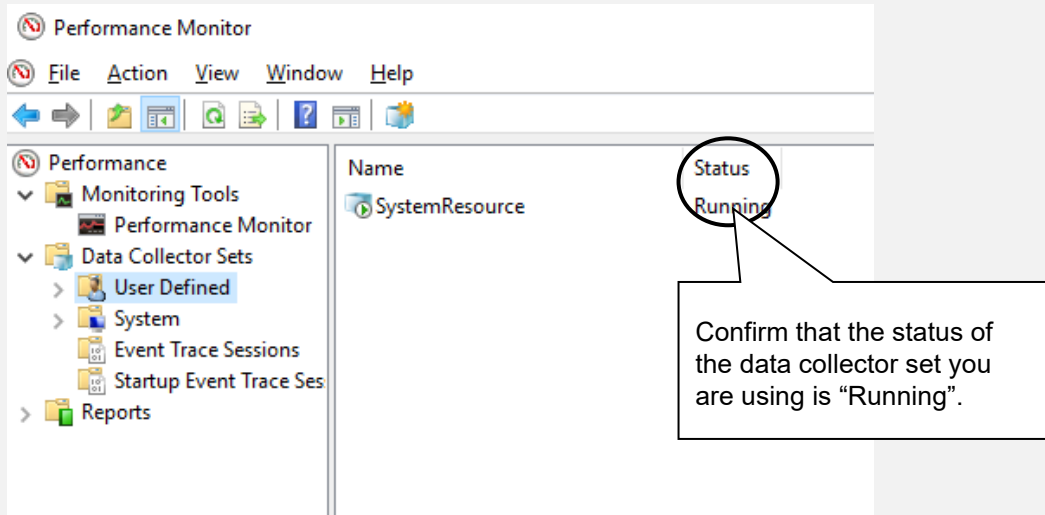 Performance Monitor
File Action View Window Help
Performance
Monitoring Tools
Performance Monitor
Data Collector Sets
User Defined
System
Event Trace Sessions
Startup Event Trace Ses
Reports
Name Status
SystemResource Running
Confirm that the status of
the data collector set you
are using is “Running”.